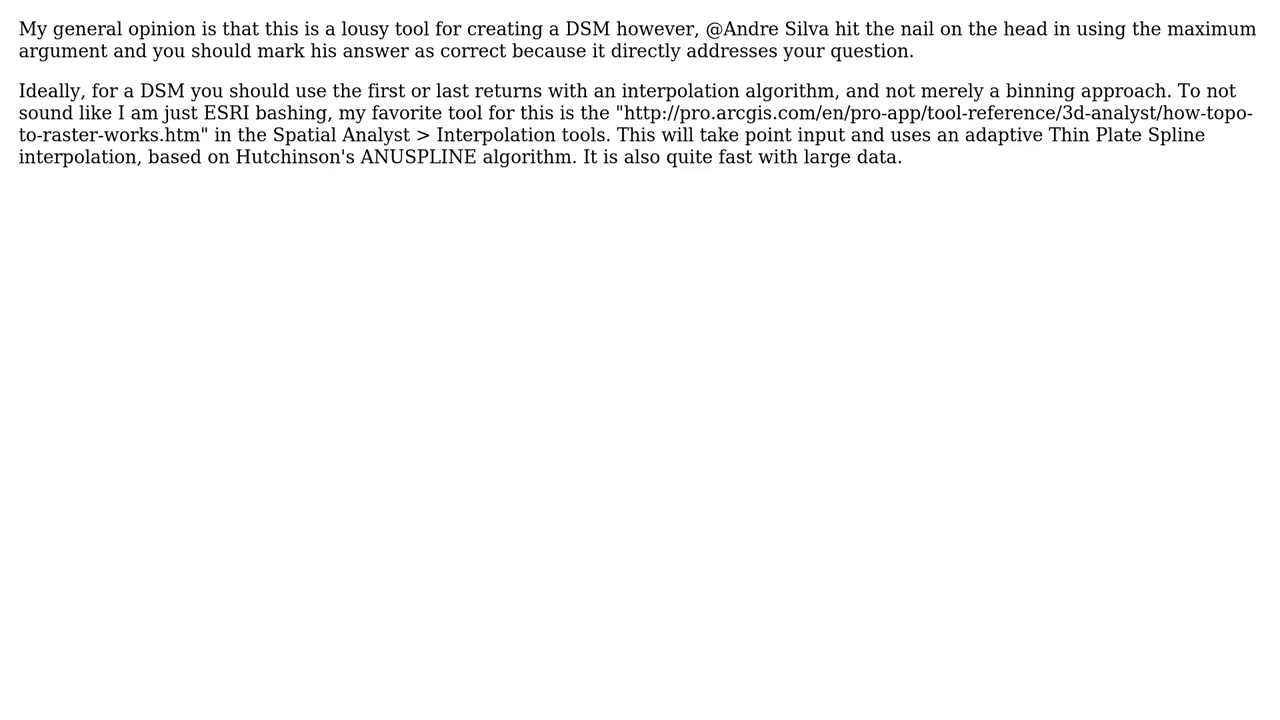 My general opinion is that this is a lousy tool for creating a DSM however, @Andre Silva hit the nail on the head in using the maximum
argument and you should mark his answer as correct because it directly addresses your question.
Ideally, for a DSM you should use the first or last returns with an interpolation algorithm, and not merely a binning approach. To not
sound like I am just ESRI bashing, my favorite tool for this is the "http://pro.arcgis.com/en/pro-app/tool-reference/3d-analyst/how-topo-
to-raster-works.htm" in the Spatial Analyst > Interpolation tools. This will take point input and uses an adaptive Thin Plate Spline
interpolation, based on Hutchinson's ANUSPLINE algorithm. It is also quite fast with large data.